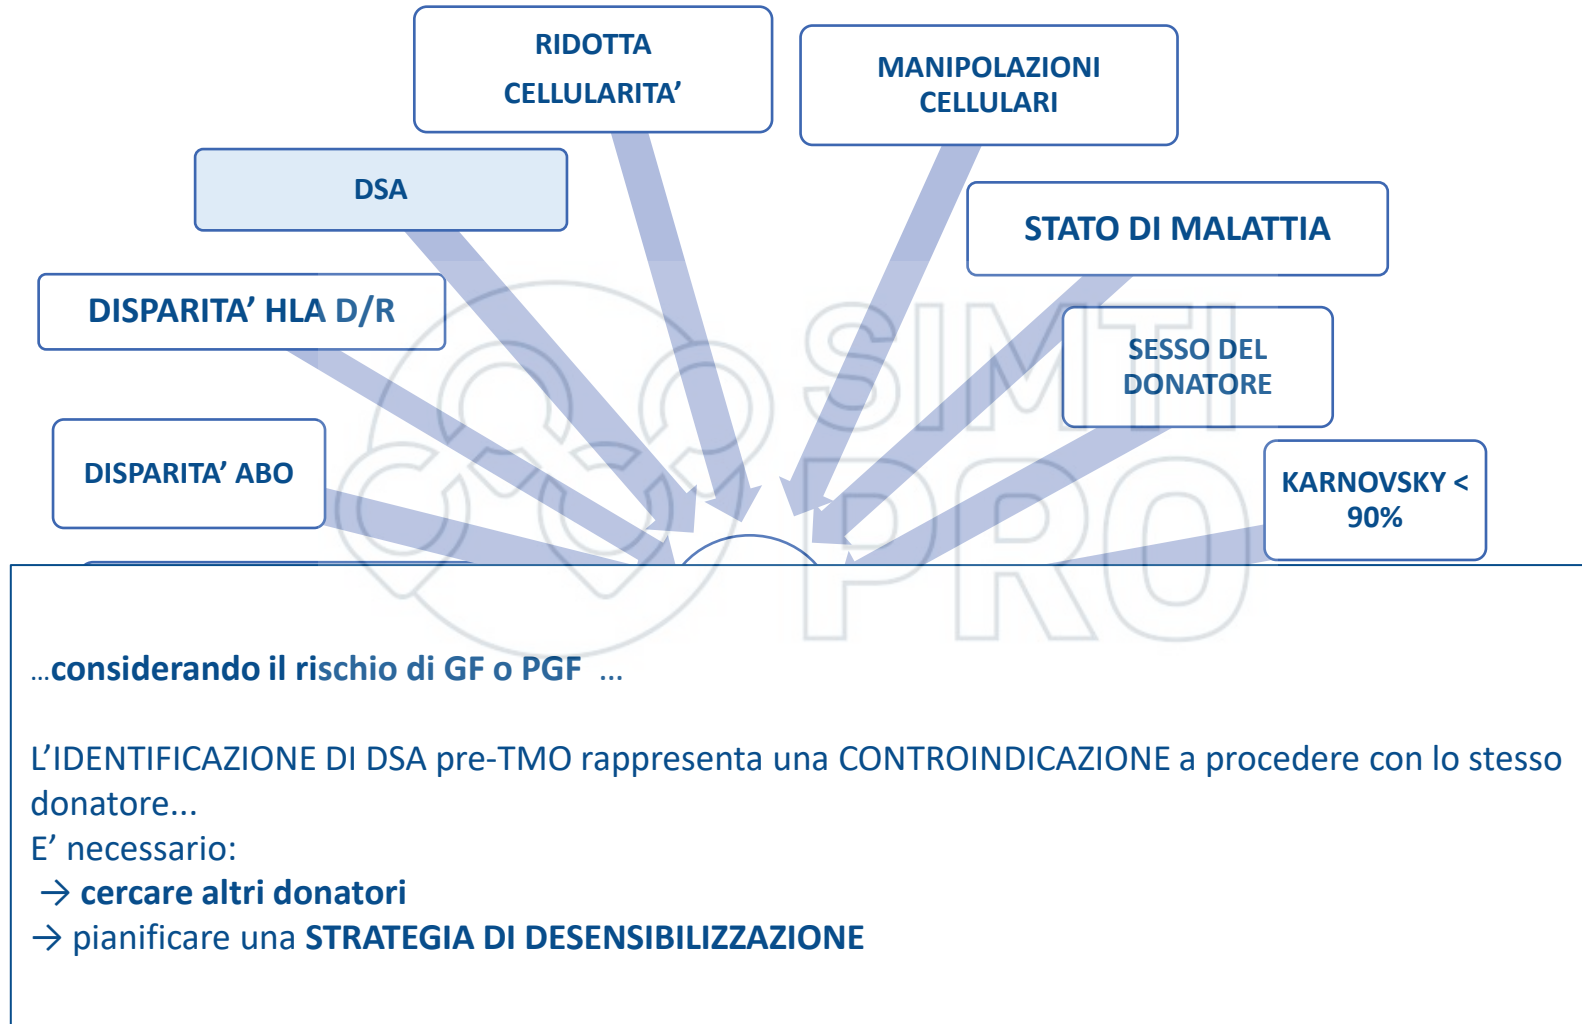 RIDOTTA
CELLULARITA’
MANIPOLAZIONI
CELLULARI
DSA
STATO DI MALATTIA
DISPARITA’ HLA D/R
SESSO DEL
DONATORE
DISPARITA’ ABO
KARNOVSKY <
90%
SIMTI
PRO
...considerando il rischio di GF o PGF ...
L’IDENTIFICAZIONE DI DSA pre-TMO rappresenta una CONTROINDICAZIONE a procedere con lo stesso
donatore...
E’ necessario:
→ cercare altri donatori
→ pianificare una STRATEGIA DI DESENSIBILIZZAZIONE